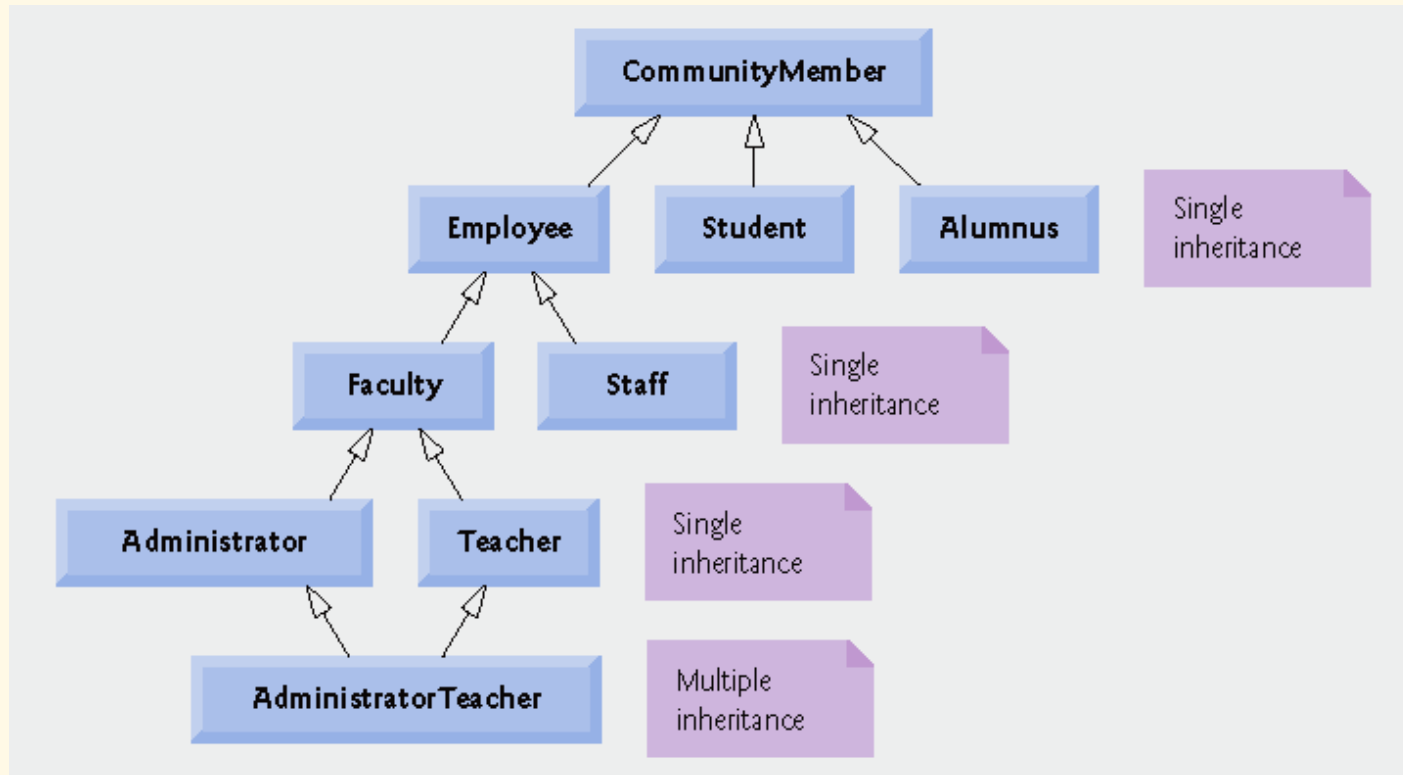 CommunityMember
Employee
Student
Alumnus
Single
inheritance
Faculty
Staff
Single
inheritance
Administrator
Teacher
Single
inheritance
AdministratorTeacher
Multiple
inheritance